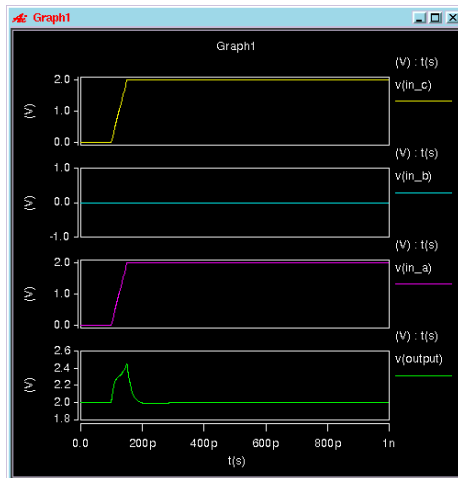 Graph1
Graph1
(V) : t(s)
v(in_c)
(V)
2.0
1.0
0.0
(V) : t(s)
v(in_b)
(V)
1.0
0.0
-1.0
(V) : t(s)
v(in_a)
(V)
2.0
1.0
0.0
(V) : t(s)
v(output)
(V)
2.6
2.4
2.2
2.0
1.8
0.0 200p 400p 600p 800p 1n
t(s)